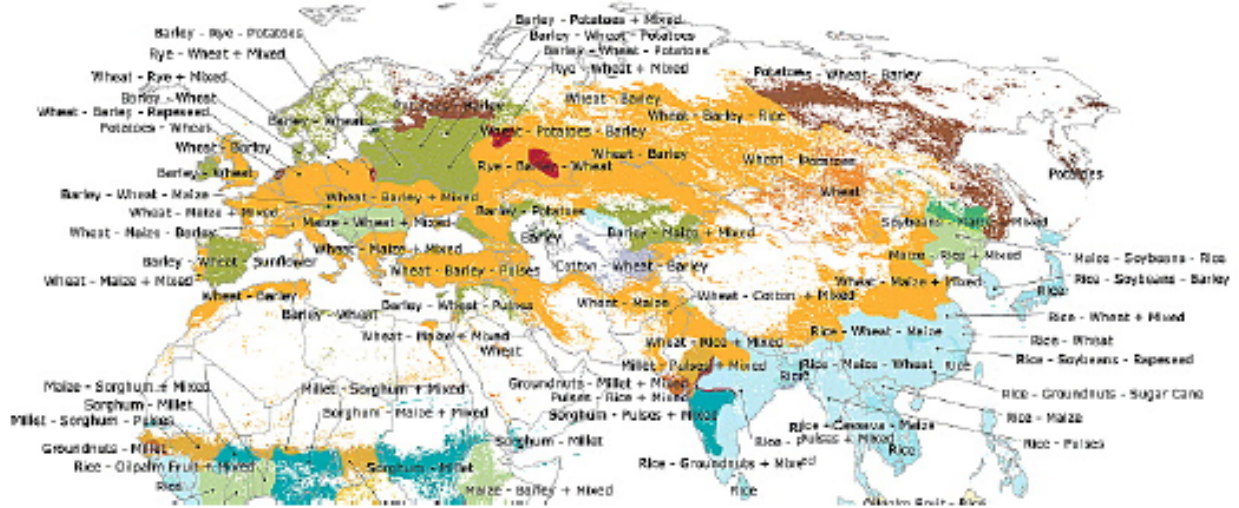 Barley - Potatoes + Mixed
Barley - Rye - Potatoes
Barley - Wheat - Potatoes
Rye - Wheat + Mixed
Barley - Wheat - Potatoes
Rye - Wheat + Mixed
Wheat - Rye + Mixed
Potatoes - Wheat - Barley
Barley - Wheat
Wheat - Barley
Wheat - Barley - Rapeseed
Barley
Wheat - Barley - Rice
Potatoes - Wheat
Barley - Wheat
Wheat - Potatoes - Barley
Wheat - Barley
Wheat - Barley
Wheat - Potatoes
Barley - Wheat
Rye - Barley - Wheat
Potatoes
Barley - Wheat - Maize
Wheat - Barley + Mixed
Wheat
Wheat - Maize + Mixed
Barley - Potatoes
Maize - Wheat + Mixed
Soybeans - Maize + Mixed
Wheat - Maize - Barley
Barley
Barley - Maize + Mixed
Wheat - Maize + Mixed
Maize - Rice + Mixed
Maize - Soybeans - Rice
Barley - Wheat - Sunflower
Cotton - Wheat - Barley
Wheat - Barley - Pulses
Rice - Soybeans - Barley
Wheat - Maize + Mixed
Wheat - Maize + Mixed
Rice
Wheat - Barley
Wheat - Cotton + Mixed
Barley - Wheat - Pulses
Wheat - Maize
Barley - Wheat
Rice - Wheat + Mixed
Rice - Wheat - Maize
Wheat - Maize + Mixed
Wheat - Rice + Mixed
Rice - Wheat
Wheat
Rice - Soybeans - Rapeseed
Millet - Pulses + Mixed
Rice - Maize - Wheat
Rice
Rice
Maize - Sorghum + Mixed
Millet - Sorghum + Mixed
Groundnuts - Millet + Mixed
Pulses - Rice + Mixed
Rice - Groundnuts - Sugar Cane
Sorghum - Millet
Sorghum - Maize + Mixed
Sorghum - Pulses + Mixed
Rice - Maize
Millet - Sorghum - Pulses
Rice - Cassava - Maize
Sorghum - Millet
Rice - Pulses + Mixed
Rice - Pulses
Groundnuts - Millet
Rice
Rice - Oilpalm Fruit + Mixed
Sorghum - Millet
Rice - Groundnuts + Mixed
Rice
Maize - Barley + Mixed
Rice
Oilpalm Fruit - Rice